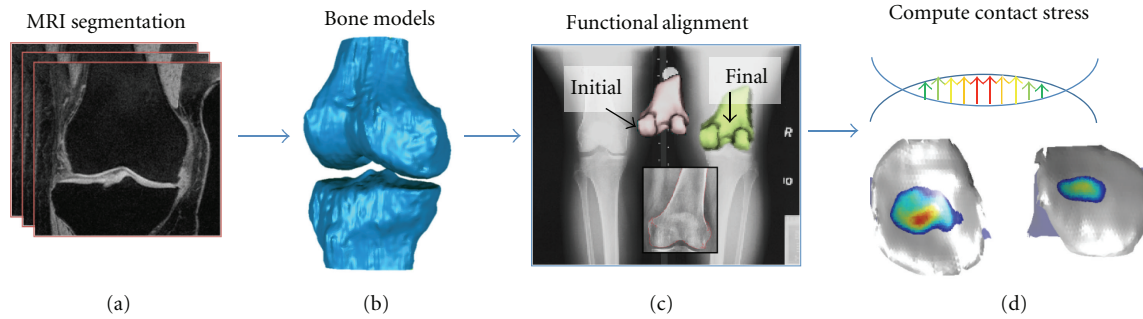 MRI segmentation
Bone models
Functional alignment
Compute contact stress
Initial
Final
R
(a)
(b)
(c)
(d)